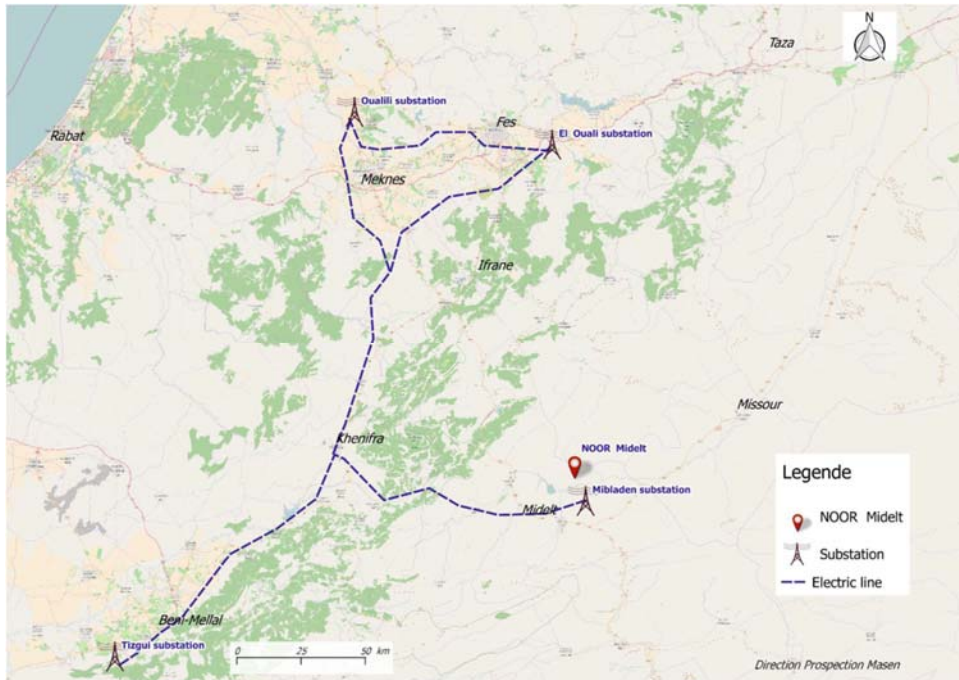 N
Taza
Oualili substation
Fes
El Ouali substation
Rabat
Meknes
Ifrane
Missour
Khenifra
NOOR Midelt
Mibladen substation
Midelt
Legende
NOOR Midelt
Substation
Electric line
Beni-Mellal
Tizgui substation
0 25 50
km
Direction Prospection Masen